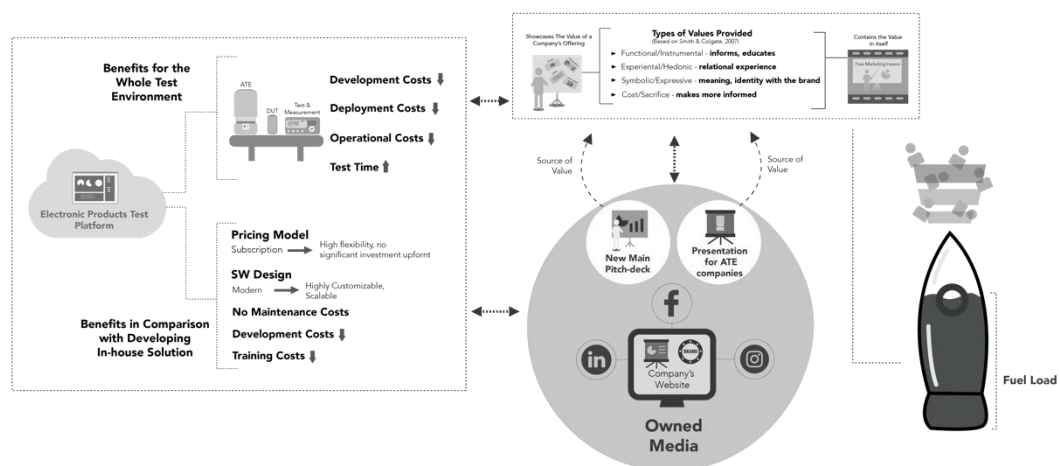 Benefits for the
Whole Test
Environment
ATE
DUT
Test &
Measurement
Development Costs
Deployment Costs
Operational Costs
Test Time
Electronic Products Test
Platform
Pricing Model
Subscription
High flexibility, no
significant investment upfornt
SW Design
Modern
Highly Customizable,
Scalable
No Maintenance Costs
Development Costs
Training Costs
Benefits in Comparison
with Developing
In-house Solution
Showcases The Value of a
Company's Offering
Types of Values Provided
(Based on Smith & Colgate, 2007)
Functional/Instrumental - informs, educates
Experiential/Hedonic - relational experience
Symbolic/Expressive - meaning, identity with the brand
Cost/Sacrifice - makes more informed
Contains the Value
in itself
Free Marketing Lesson
Source of
Value
Source of
Value
New Main
Pitch-deck
Presentation
for ATE
companies
f
in
BRAND
Company's
Website
Owned
Media
Fuel Load